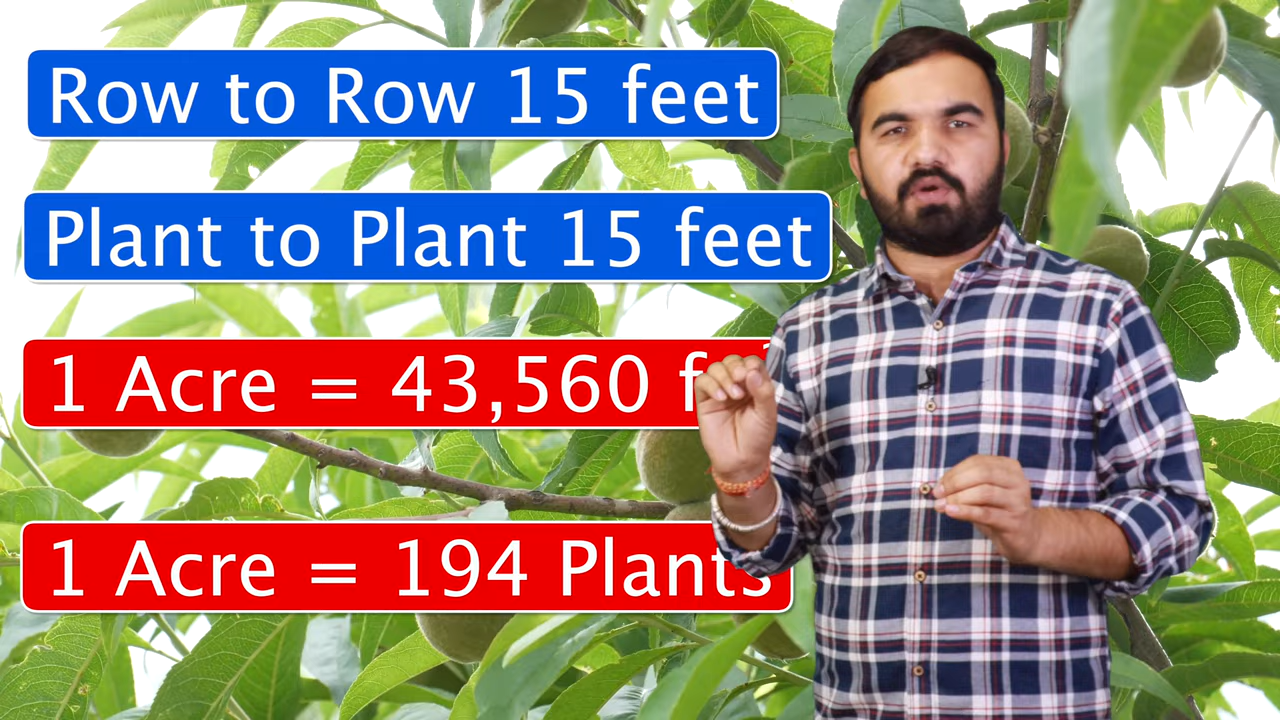 Row to Row 15 feet
Plant to Plant 15 feet
1 Acre = 43,560
1 Acre = 194 Plants